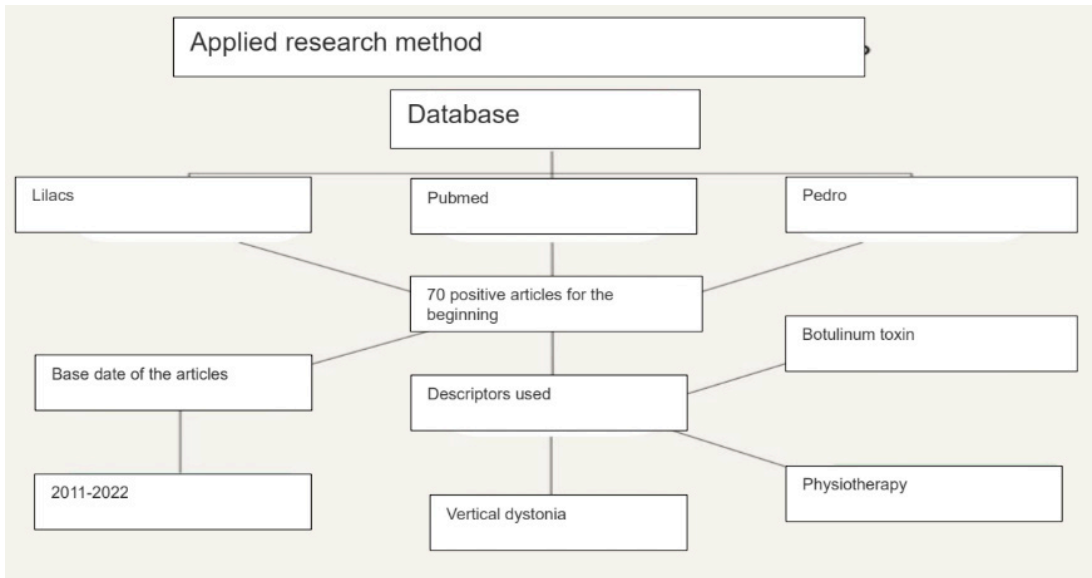 Applied research method
Database
Lilacs
Pubmed
Pedro
70 positive articles for the
beginning
Botulinum toxin
Base date of the articles
Descriptors used
2011-2022
Physiotherapy
Vertical dystonia